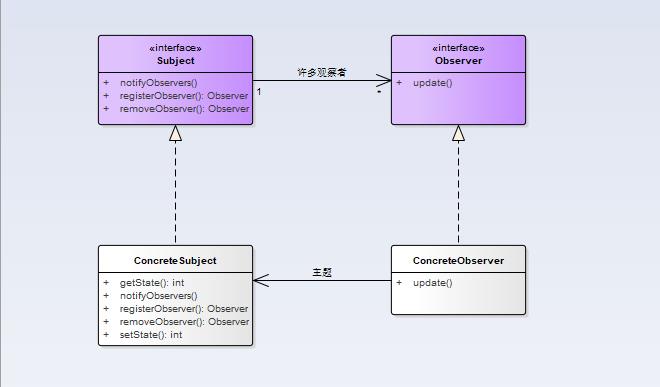 «interface»
Subject
+ notifyObservers()
+ registerObserver(): Observer
+ removeObserver(): Observer
许多观察者
1
*
«interface»
Observer
+ update()
ConcreteSubject
+ getState(): int
+ notifyObservers()
+ registerObserver(): Observer
+ removeObserver(): Observer
+ setState(): int
主题
ConcreteObserver
+ update()